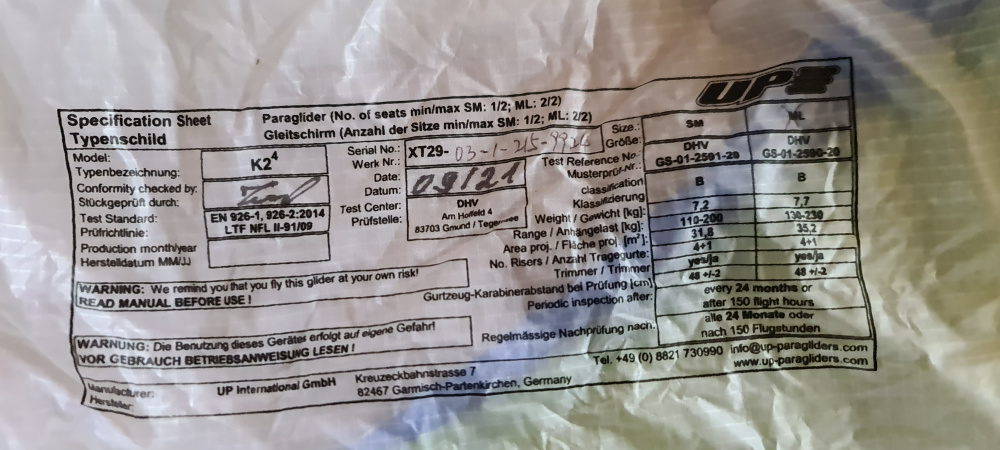 Specification Sheet
Typenschild
Paraglider (No. of seats min/max SM: 1/2; ML: 2/2)
Gleitschirm (Anzahl der Sitze min/max SM: 1/2; ML: 2/2)
UP
Model:
Typenbezeichnung:
K2⁴
Conformity checked by:
Stückgeprüft durch:
Test Standard:
Prüfrichtlinie:
EN 926-1, 926-2:2014
LTF NFL II-91/09
Production month/year
Herstelldatum MM/JJ
Serial No.:
Werk Nr.:
XT29- 03-1-215-
Date:
Datum:
09/21
Test Center:
Prüfstelle:
DHV
Am Hoffeld 4
83703 Gmund / Tegernsee
Size.:
Größe:
SM
ML
Test Reference No.
Musterprüf-Nr.:
DHV
GS-01-2591-20
DHV
GS-01-2590-20
classification
Klassifizierung
B
B
Weight / Gewicht [kg]:
7,2
7,7
Range / Anhängelast [kg]:
110-200
130-230
Area proj. / Fläche proj. [m²]:
31,8
35,2
No. Risers / Anzahl Tragegurte:
4+1
4+1
Trimmer / Trimmer
yes/ja
yes/ja
Gurtzeug-Karabinerabstand bei Prüfung [cm]
48 +/-2
48 +/-2
Periodic inspection after:
every 24 months or
after 150 flight hours
Regelmässige Nachprüfung nach:
alle 24 Monate oder
nach 150 Flugstunden
WARNING: We remind you that you fly this glider at your own risk!
READ MANUAL BEFORE USE !
WARNUNG: Die Benutzung dieses Gerätes erfolgt auf eigene Gefahr!
VOR GEBRAUCH BETRIEBSANWEISUNG LESEN !
Manufacturer:
Hersteller:
UP International GmbH
Kreuzeckbahnstrasse 7
82467 Garmisch-Partenkirchen, Germany
Tel. +49 (0) 8821 730990 info@up-paragliders.com
www.up-paragliders.com